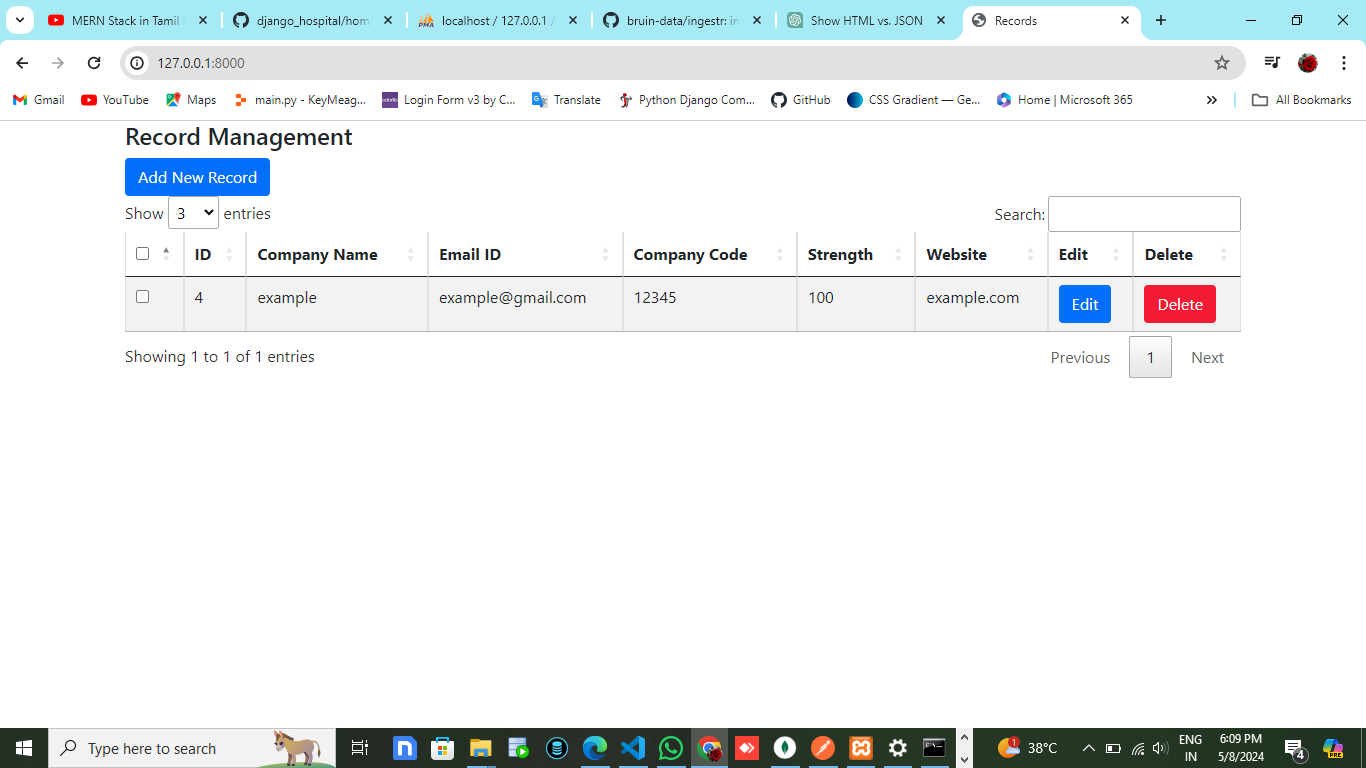 MERN Stack in Tamil
django_hospital/hom
localhost / 127.0.0.1 /
bruin-data/ingestr: in
Show HTML vs. JSON
Records
127.0.0.1:8000
Gmail
YouTube
Maps
main.py - KeyMeag...
Login Form v3 by C...
Translate
Python Django Com...
GitHub
CSS Gradient — Ge...
Home | Microsoft 365
All Bookmarks
Record Management
Add New Record
Show 3 entries
Search:
ID Company Name Email ID Company Code Strength Website Edit Delete
4 example example@gmail.com 12345 100 example.com Edit Delete
Showing 1 to 1 of 1 entries
Previous 1 Next
Type here to search
1
38°C
ENG
IN
6:09 PM
5/8/2024
4
PRE